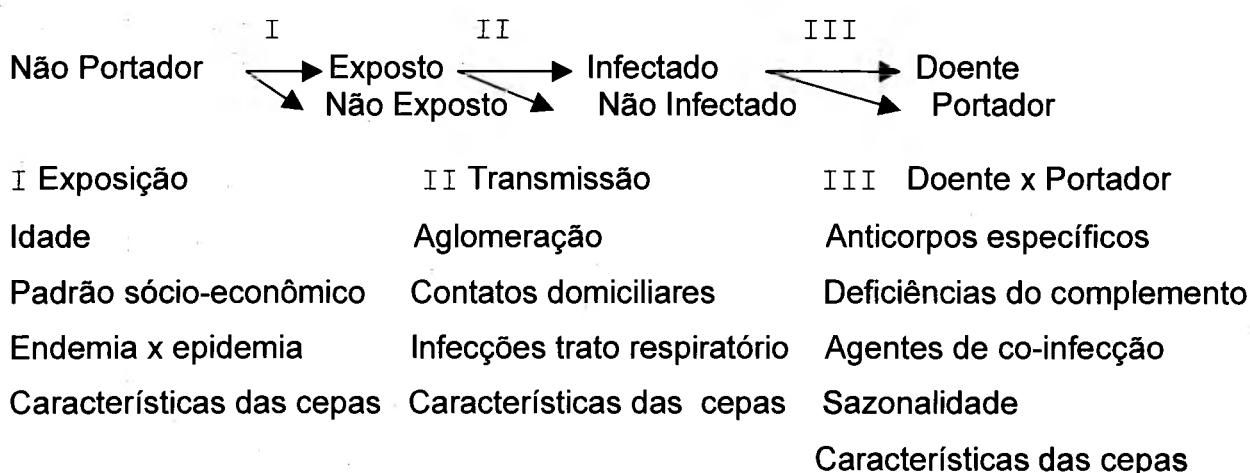 I II III
Não Portador Exposto Infectado Doente
Não Exposto Não Infectado Portador
I Exposição II Transmissão III Doente x Portador
Idade Aglomeração Anticorpos específicos
Padrão sócio-econômico Contatos domiciliares Deficiências do complemento
Endemia x epidemia Infecções trato respiratório Agentes de co-infecção
Características das cepas Características das cepas Sazonalidade
Características das cepas